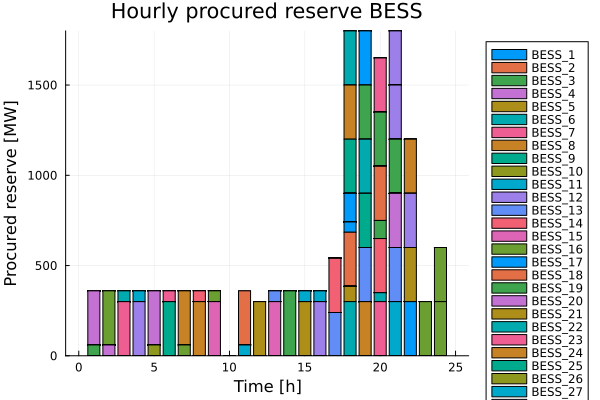 Hourly procured reserve BESS
Procured reserve [MW]
1500
1000
500
0
0 5 10 15 20 25
Time [h]
BESS_1
BESS_2
BESS_3
BESS_4
BESS_5
BESS_6
BESS_7
BESS_8
BESS_9
BESS_10
BESS_11
BESS_12
BESS_13
BESS_14
BESS_15
BESS_16
BESS_17
BESS_18
BESS_19
BESS_20
BESS_21
BESS_22
BESS_23
BESS_24
BESS_25
BESS_26
BESS_27